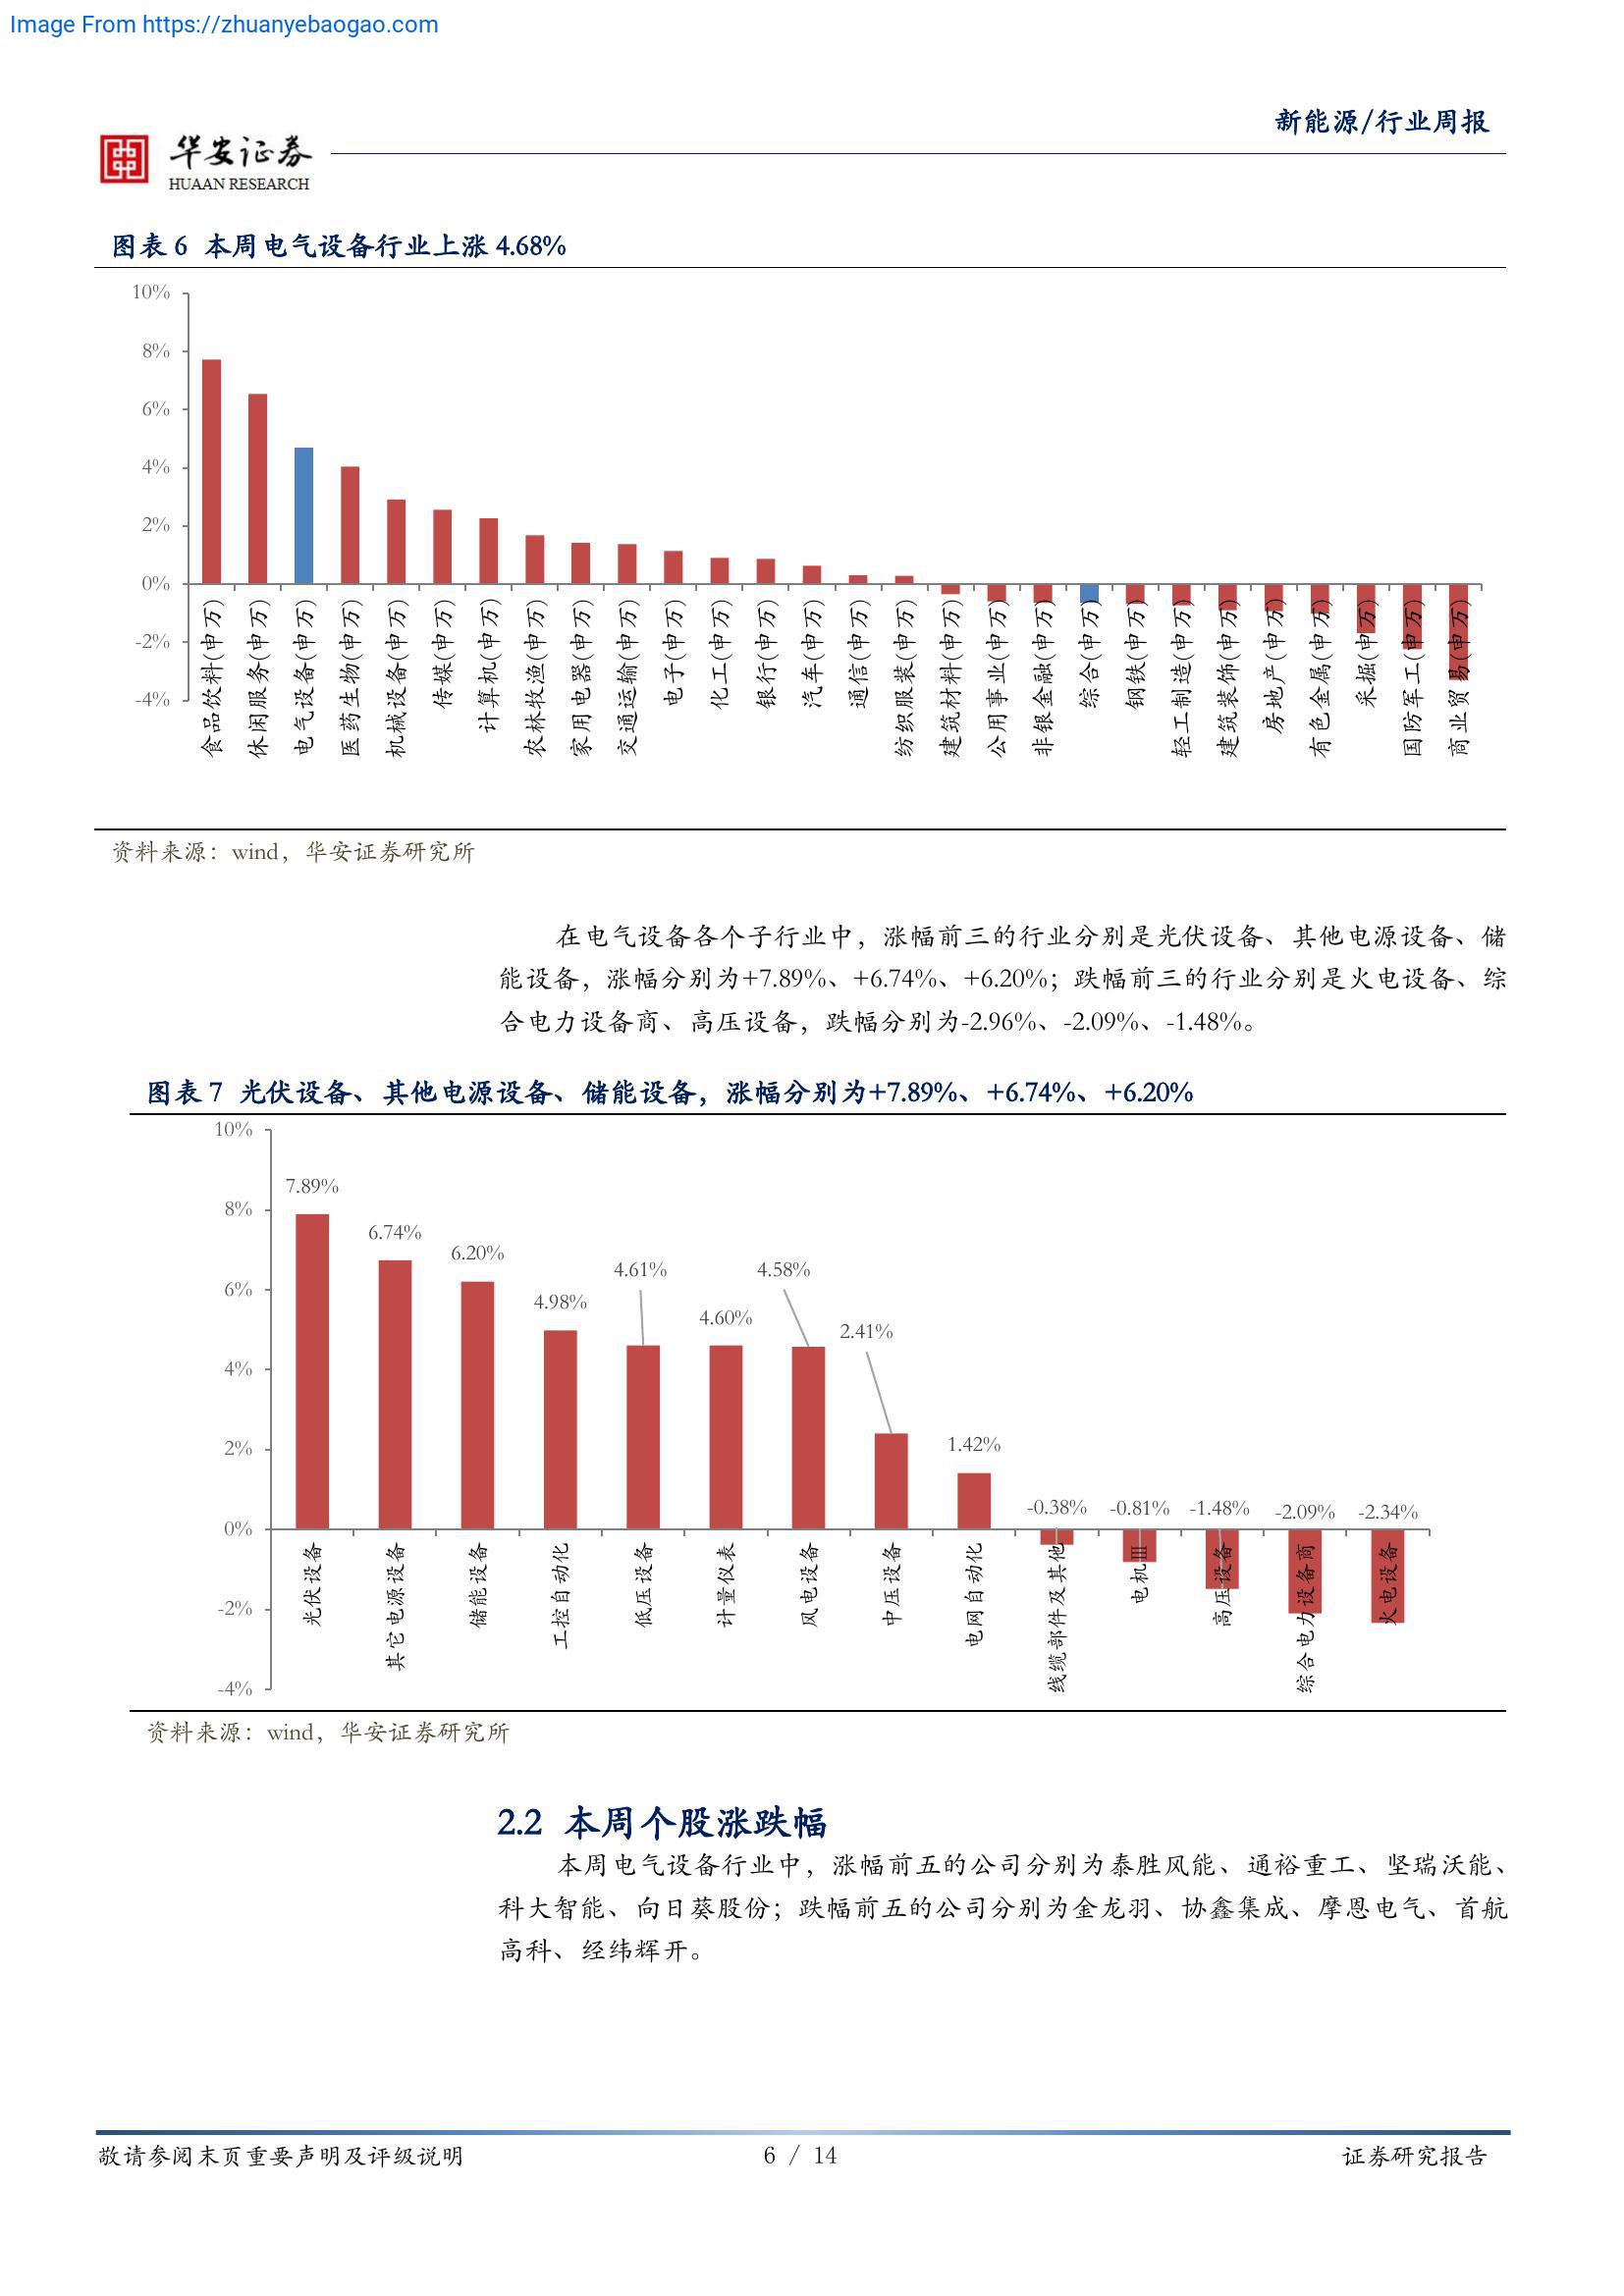 Image From https://zhuanyebaogao.com
新能源/行业周报
华安证券
HUAAN RESEARCH
图表 6 本周电气设备行业上涨 4.68%
10%
8%
6%
4%
2%
0%
-2%
-4%
食品饮料(申万)
休闲服务(申万)
电气设备(申万)
医药生物(申万)
机械设备(申万)
传媒(申万)
计算机(申万)
农林牧渔(申万)
家用电器(申万)
交通运输(申万)
电子(申万)
化工(申万)
银行(申万)
汽车(申万)
通信(申万)
纺织服装(申万)
建筑材料(申万)
公用事业(申万)
非银金融(申万)
综合(申万)
钢铁(申万)
轻工制造(申万)
建筑装饰(申万)
房地产(申万)
有色金属(申万)
采掘(申万)
国防军工(申万)
商业贸易(申万)
资料来源：wind，华安证券研究所
在电气设备各个子行业中，涨幅前三的行业分别是光伏设备、其他电源设备、储
能设备，涨幅分别为+7.89%、+6.74%、+6.20%；跌幅前三的行业分别是火电设备、综
合电力设备商、高压设备，跌幅分别为-2.96%、-2.09%、-1.48%。
图表 7 光伏设备、其他电源设备、储能设备，涨幅分别为+7.89%、+6.74%、+6.20%
10%
8%
6%
4%
2%
0%
-2%
-4%
7.89%
6.74%
6.20%
4.98%
4.61%
4.60%
4.58%
2.41%
1.42%
-0.38%
-0.81%
-1.48%
-2.09%
-2.34%
光伏设备
其它电源设备
储能设备
工控自动化
低压设备
计量仪表
风电设备
中压设备
电网自动化
线缆部件及其他
电机Ⅲ
高压设备
综合电力设备商
火电设备
资料来源：wind，华安证券研究所
2.2 本周个股涨跌幅
本周电气设备行业中，涨幅前五的公司分别为泰胜风能、通裕重工、坚瑞沃能、
科大智能、向日葵股份；跌幅前五的公司分别为金龙羽、协鑫集成、摩恩电气、首航
高科、经纬辉开。
敬请参阅末页重要声明及评级说明
6 / 14
证券研究报告